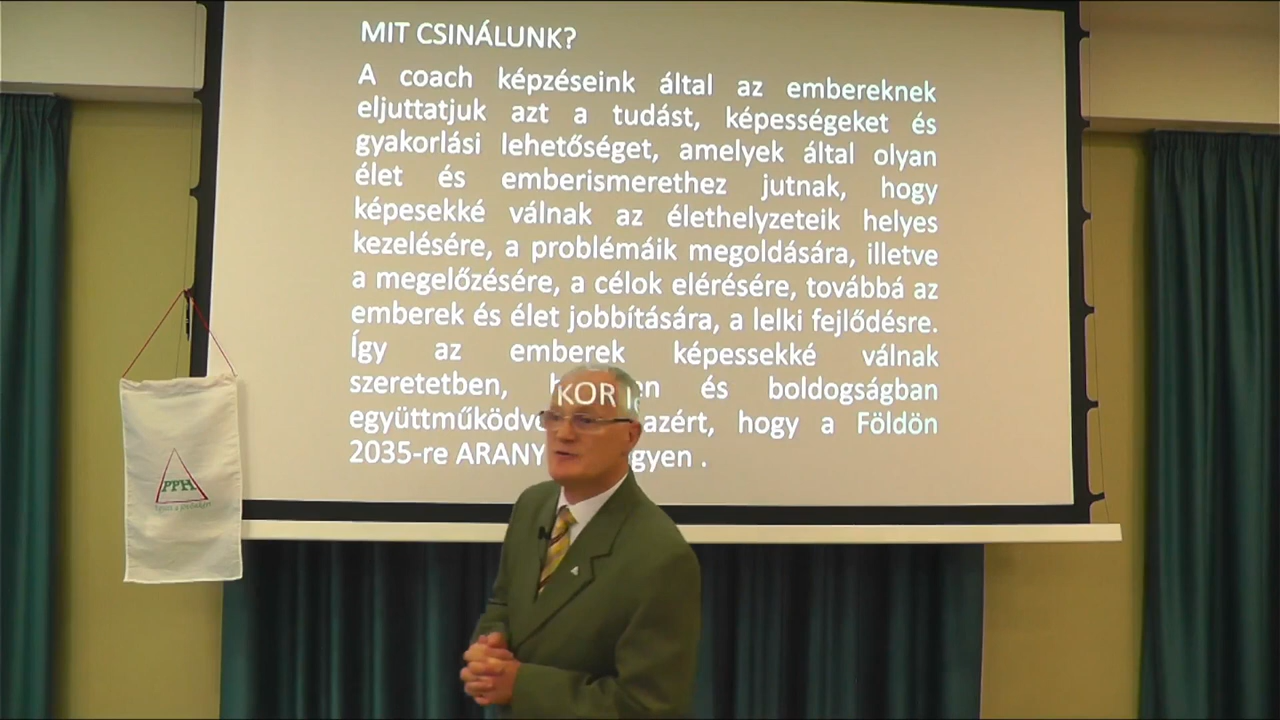 MIT CSINÁLUNK?
A coach képzéseink által az embereknek
eljuttatjuk azt a tudást, képességeket és
gyakorlási lehetőséget, amelyek által olyan
élet és emberismerethez jutnak, hogy
képesekké válnak az élethelyzeteik helyes
kezelésére, a problémáik megoldására, illetve
a megelőzésére, a célok elérésére, továbbá az
emberek és élet jobbítására, a lelki fejlődésre.
Így az emberek képessekké válnak
szeretetben, és boldogságban
azért, hogy a Földön
2035-re ARANY KOR .
PPH